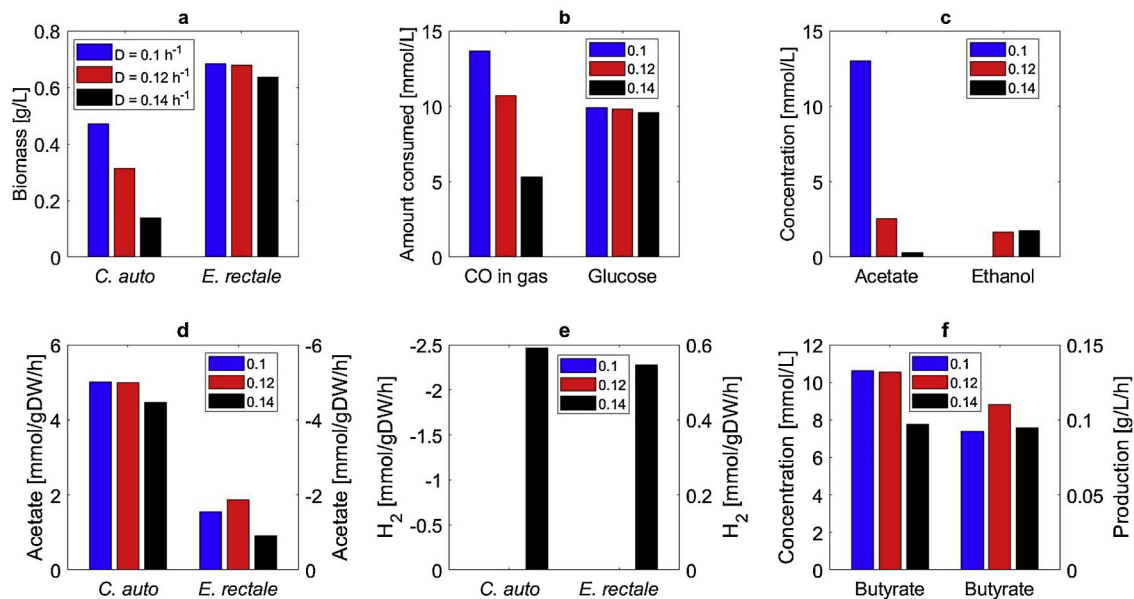 a
Biomass [g/L]
0.8
0.6
0.4
0.2
0
D = 0.1 h-1
D = 0.12 h-1
D = 0.14 h-1
C. auto
E. rectale
b
Amount consumed [mmol/L]
15
10
5
0
0.1
0.12
0.14
CO in gas
Glucose
c
Concentration [mmol/L]
15
10
5
0
0.1
0.12
0.14
Acetate
Ethanol
d
Acetate [mmol/gDW/h]
6
4
2
0
0.1
0.12
0.14
-6
-4
-2
0
Acetate [mmol/gDW/h]
C. auto
E. rectale
e
H2 [mmol/gDW/h]
-2.5
-2
-1.5
-1
-0.5
0
0.1
0.12
0.14
0.6
0.4
0.2
0
H2 [mmol/gDW/h]
C. auto
E. rectale
f
Concentration [mmol/L]
12
10
8
6
4
2
0
0.1
0.12
0.14
0.15
0.1
0.05
0
Production [g/L/h]
Butyrate
Butyrate